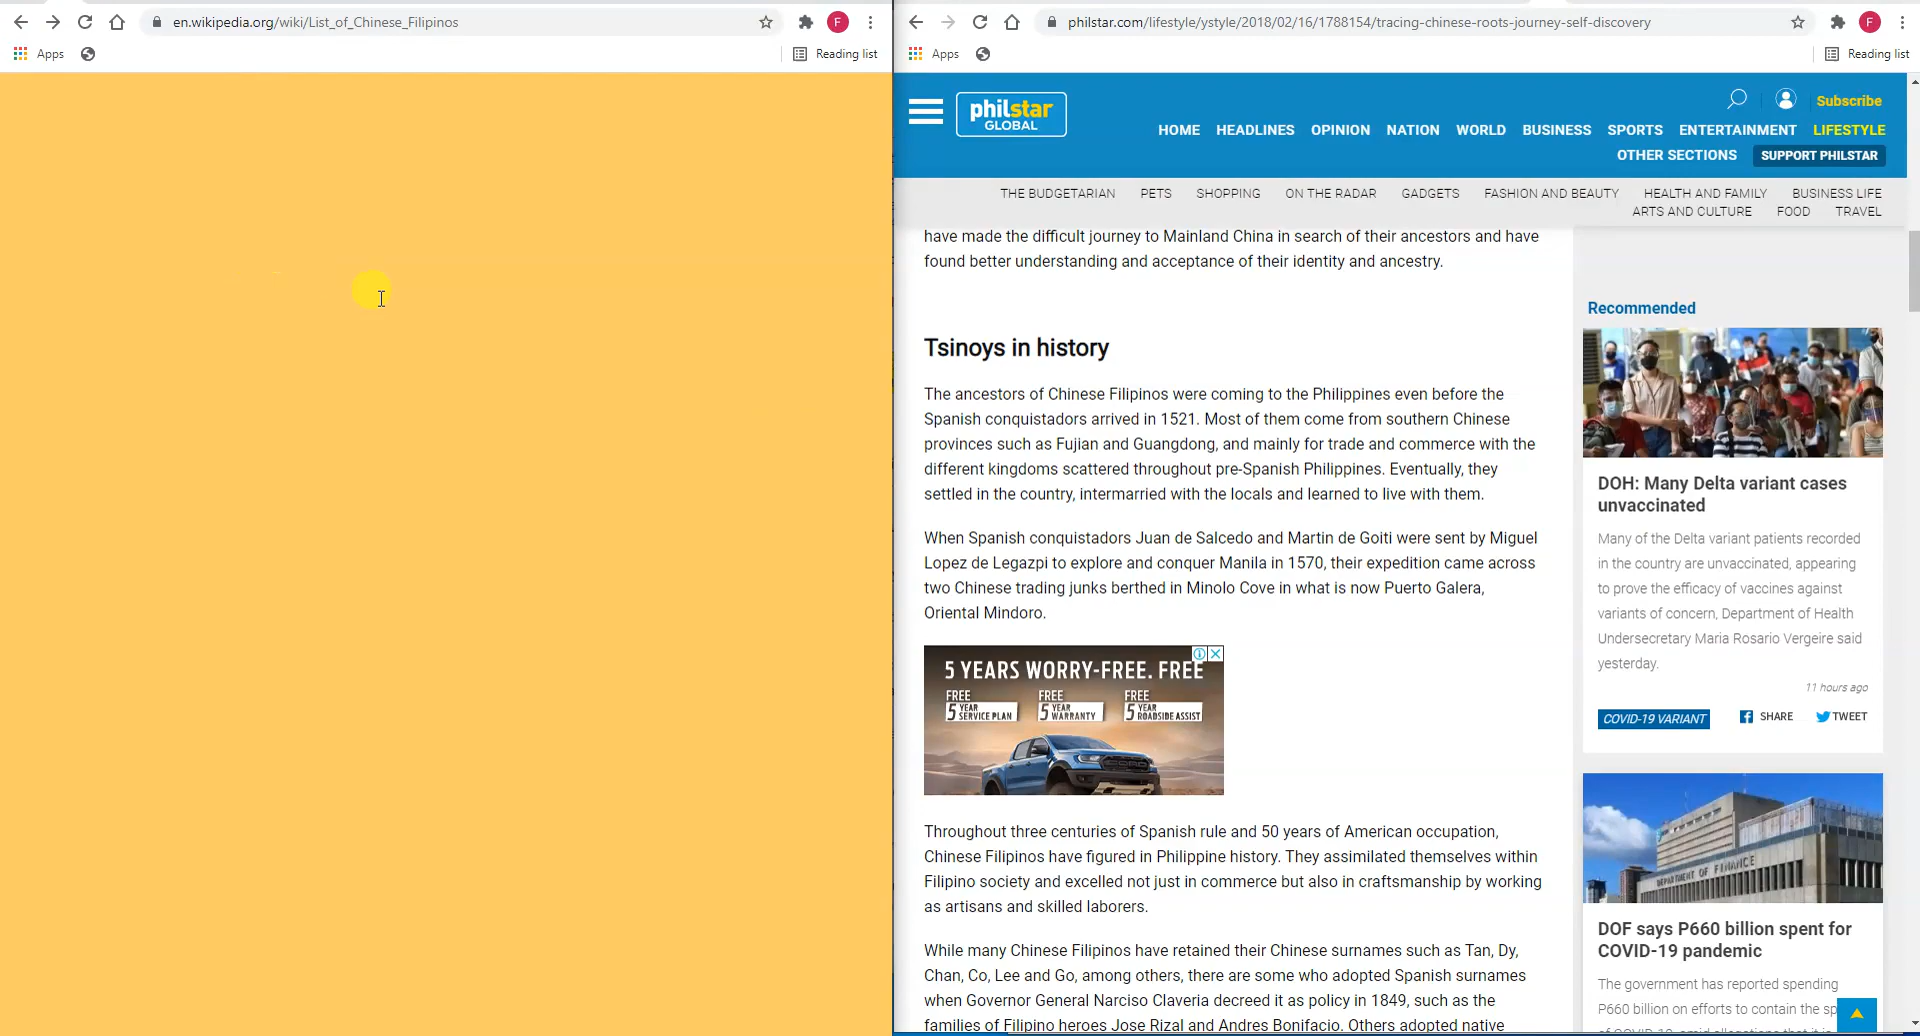 en.wikipedia.org/wiki/List_of_Chinese_Filipinos
F
Apps
Reading list
philstar.com/lifestyle/ystyle/2018/02/16/1788154/tracing-chinese-roots-journey-self-discovery
F
Apps
Reading list
philstar
GLOBAL
Subscribe
HOME HEADLINES OPINION NATION WORLD BUSINESS SPORTS ENTERTAINMENT LIFESTYLE
OTHER SECTIONS SUPPORT PHILSTAR
THE BUDGETARIAN PETS SHOPPING ON THE RADAR GADGETS FASHION AND BEAUTY HEALTH AND FAMILY BUSINESS LIFE
ARTS AND CULTURE FOOD TRAVEL
have made the difficult journey to Mainland China in search of their ancestors and have
found better understanding and acceptance of their identity and ancestry.
Tsinoys in history
The ancestors of Chinese Filipinos were coming to the Philippines even before the
Spanish conquistadors arrived in 1521. Most of them come from southern Chinese
provinces such as Fujian and Guangdong, and mainly for trade and commerce with the
different kingdoms scattered throughout pre-Spanish Philippines. Eventually, they
settled in the country, intermarried with the locals and learned to live with them.
When Spanish conquistadors Juan de Salcedo and Martin de Goiti were sent by Miguel
Lopez de Legazpi to explore and conquer Manila in 1570, their expedition came across
two Chinese trading junks berthed in Minolo Cove in what is now Puerto Galera,
Oriental Mindoro.
5 YEARS WORRY-FREE. FREE
FREE FREE FREE
5 YEAR SERVICE PLAN 5 YEAR WARRANTY 5 YEAR ROADSIDE ASSIST
Throughout three centuries of Spanish rule and 50 years of American occupation,
Chinese Filipinos have figured in Philippine history. They assimilated themselves within
Filipino society and excelled not just in commerce but also in craftsmanship by working
as artisans and skilled laborers.
While many Chinese Filipinos have retained their Chinese surnames such as Tan, Dy,
Chan, Co, Lee and Go, among others, there are some who adopted Spanish surnames
when Governor General Narciso Claveria decreed it as policy in 1849, such as the
families of Filipino heroes Jose Rizal and Andres Bonifacio. Others adopted native
Recommended
DOH: Many Delta variant cases
unvaccinated
Many of the Delta variant patients recorded
in the country are unvaccinated, appearing
to prove the efficacy of vaccines against
variants of concern, Department of Health
Undersecretary Maria Rosario Vergeire said
yesterday.
11 hours ago
COVID-19 VARIANT SHARE TWEET
DEPARTMENT OF FINANCE
DOF says P660 billion spent for
COVID-19 pandemic
The government has reported spending
P660 billion on efforts to contain the